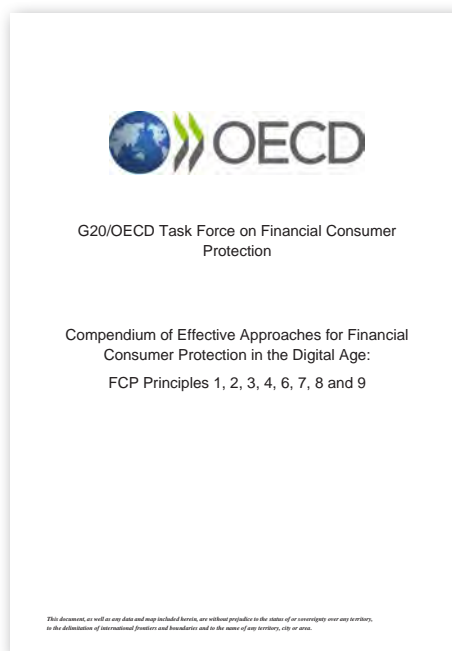 OECD
G20/OECD Task Force on Financial Consumer
Protection
Compendium of Effective Approaches for Financial
Consumer Protection in the Digital Age:
FCP Principles 1, 2, 3, 4, 6, 7, 8 and 9
This document, as well as any data and map included herein, are without prejudice to the status of or sovereignty over any territory,
to the delimitation of international frontiers and boundaries and to the name of any territory, city or area.